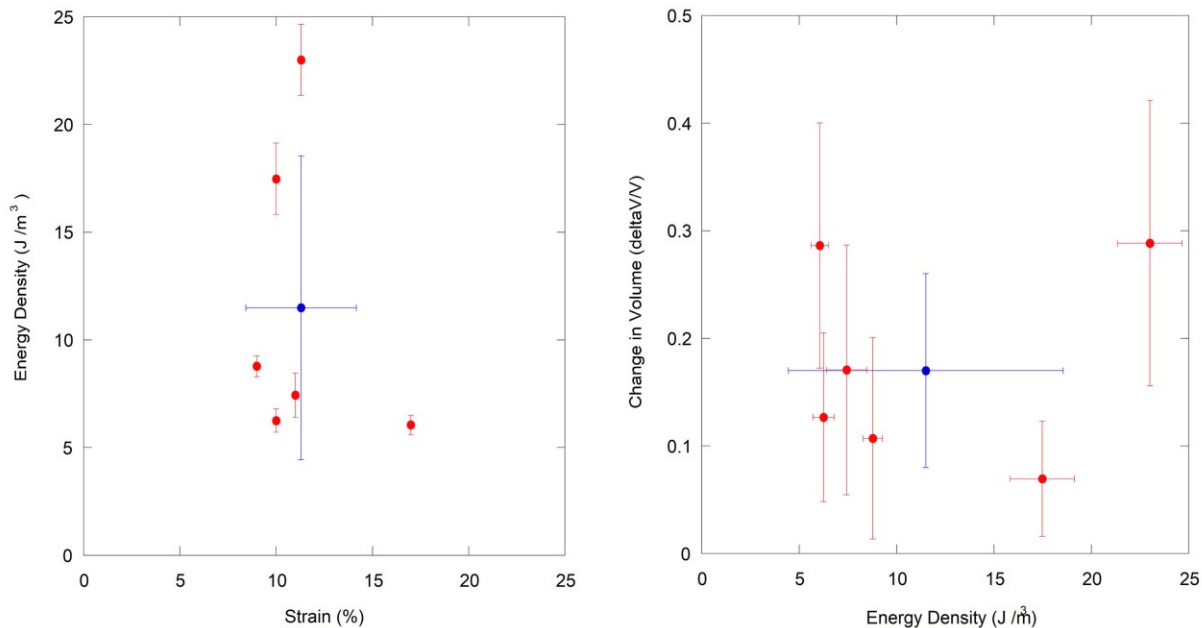 25
20
15
10
5
0
Energy Density (J /m³ )
0 5 10 15 20 25
Strain (%)
0.5
0.4
0.3
0.2
0.1
0
Change in Volume (deltaV/V)
0 5 10 15 20 25
Energy Density (J /m³)